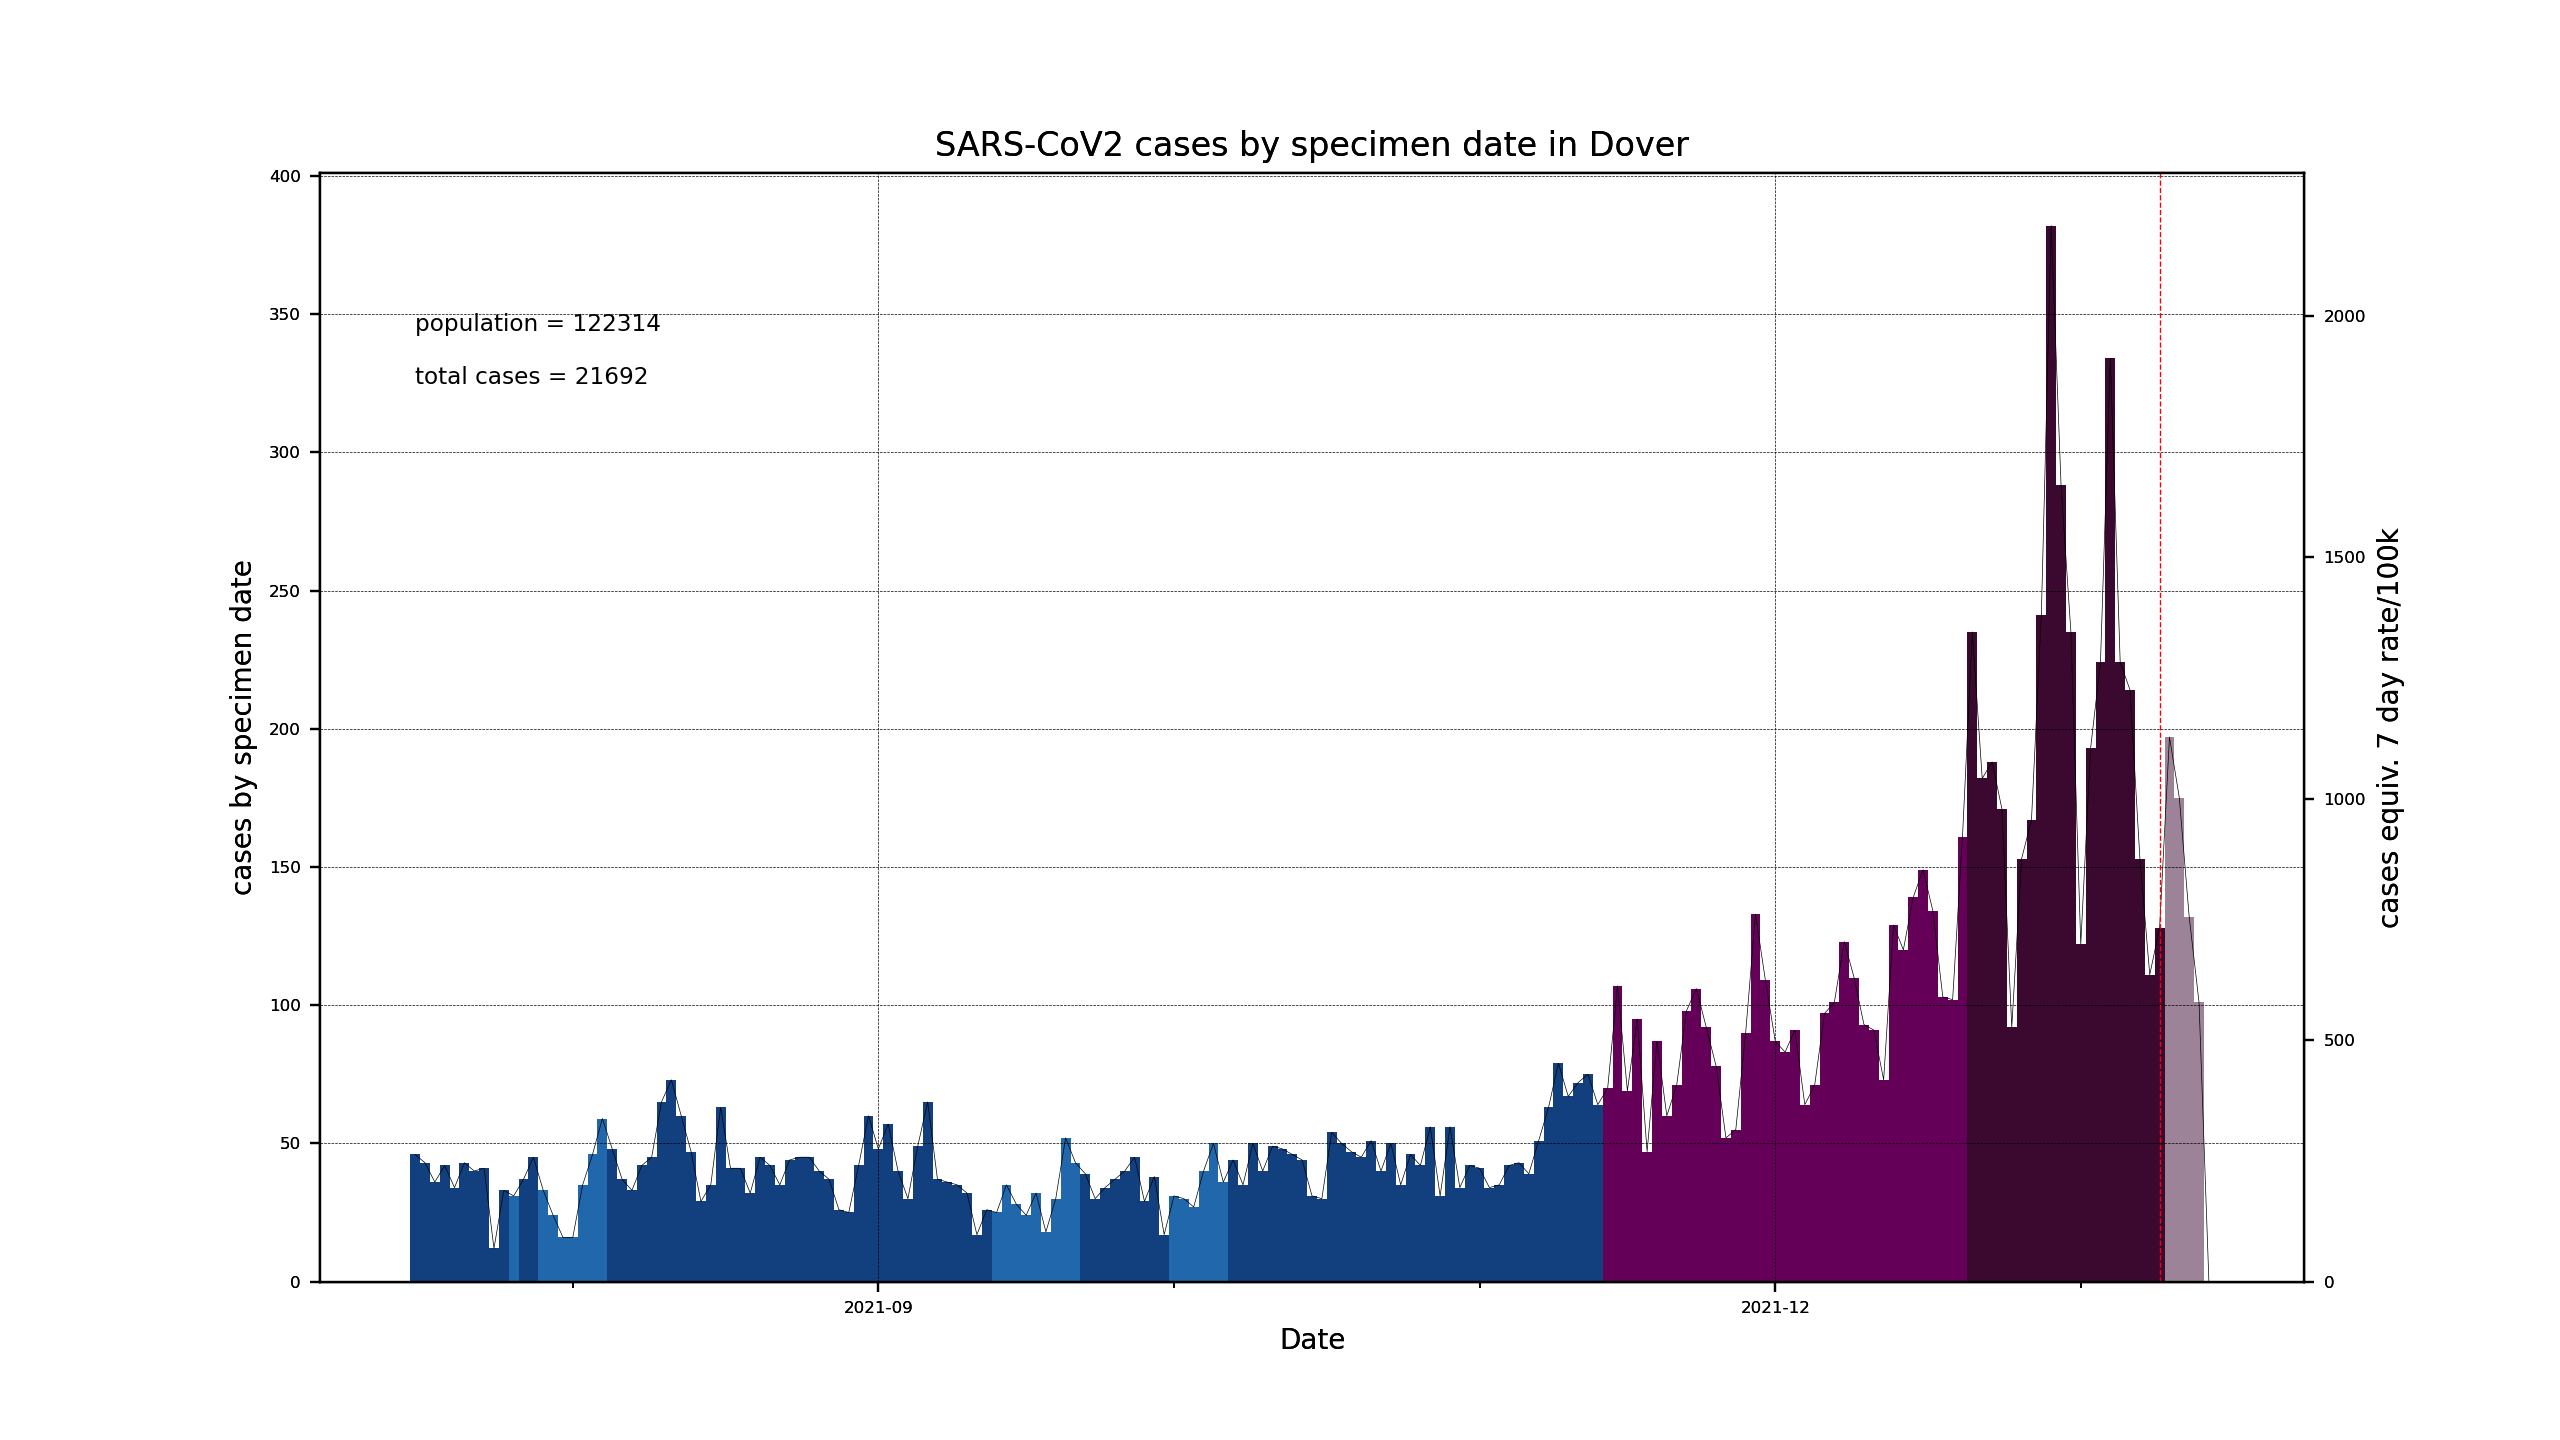 SARS-CoV2 cases by specimen date in Dover
400
350
300
250
200
150
100
50
0
cases by specimen date
population = 122314
total cases = 21692
2000
1500
1000
500
0
cases equiv. 7 day rate/100k
2021-09
2021-12
Date